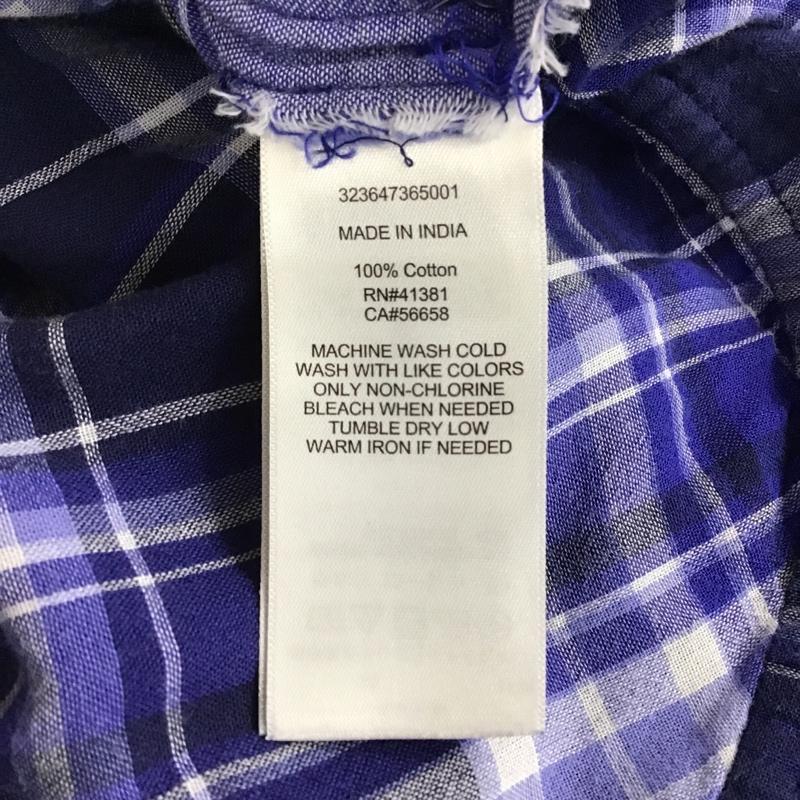 323647365001
MADE IN INDIA
100% Cotton
RN#41381
CA#56658
MACHINE WASH COLD
WASH WITH LIKE COLORS
ONLY NON-CHLORINE
BLEACH WHEN NEEDED
TUMBLE DRY LOW
WARM IRON IF NEEDED